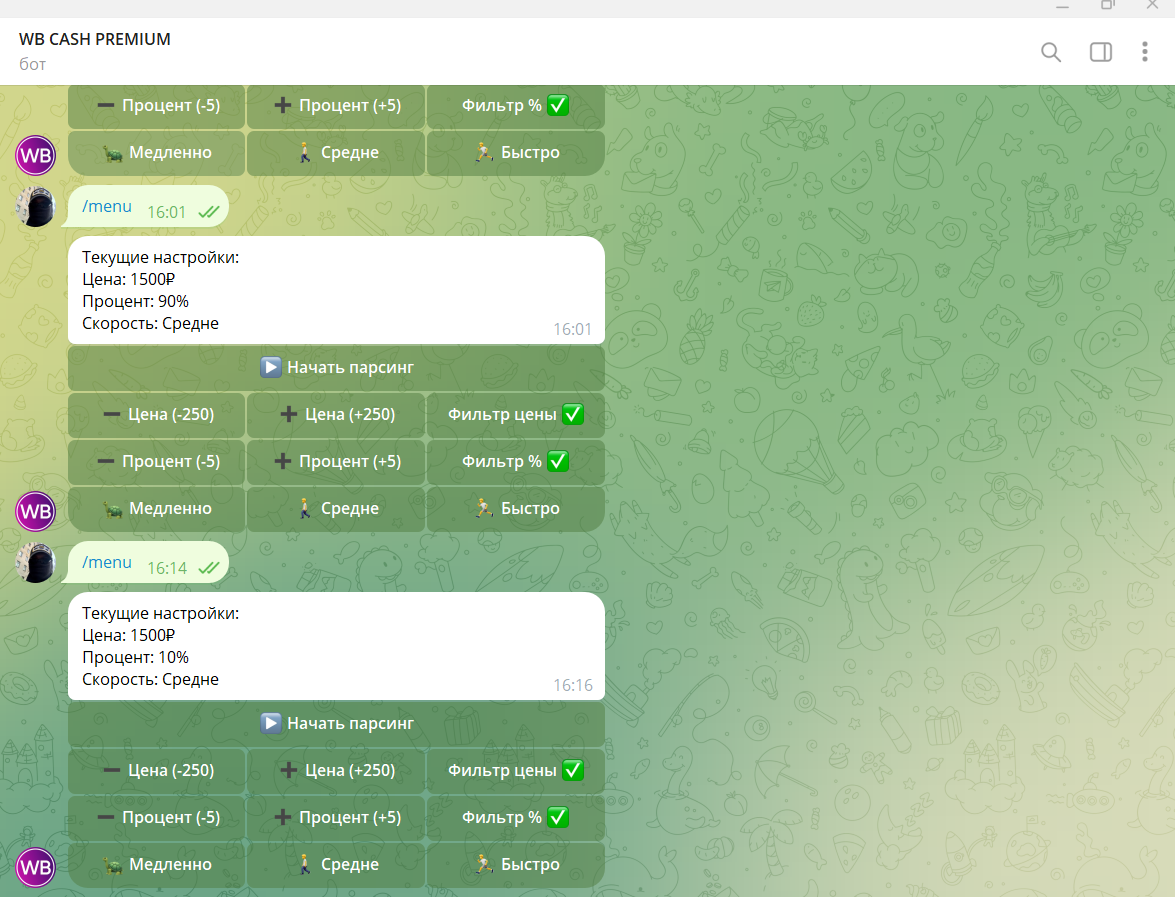 WB CASH PREMIUM
бот
Процент (-5) Процент (+5) Фильтр %
WB Медленно Средне Быстро
/menu 16:01
Текущие настройки:
Цена: 1500₽
Процент: 90%
Скорость: Средне
16:01
Начать парсинг
Цена (-250) Цена (+250) Фильтр цены
Процент (-5) Процент (+5) Фильтр %
WB Медленно Средне Быстро
/menu 16:14
Текущие настройки:
Цена: 1500₽
Процент: 10%
Скорость: Средне
16:16
Начать парсинг
Цена (-250) Цена (+250) Фильтр цены
Процент (-5) Процент (+5) Фильтр %
WB Медленно Средне Быстро